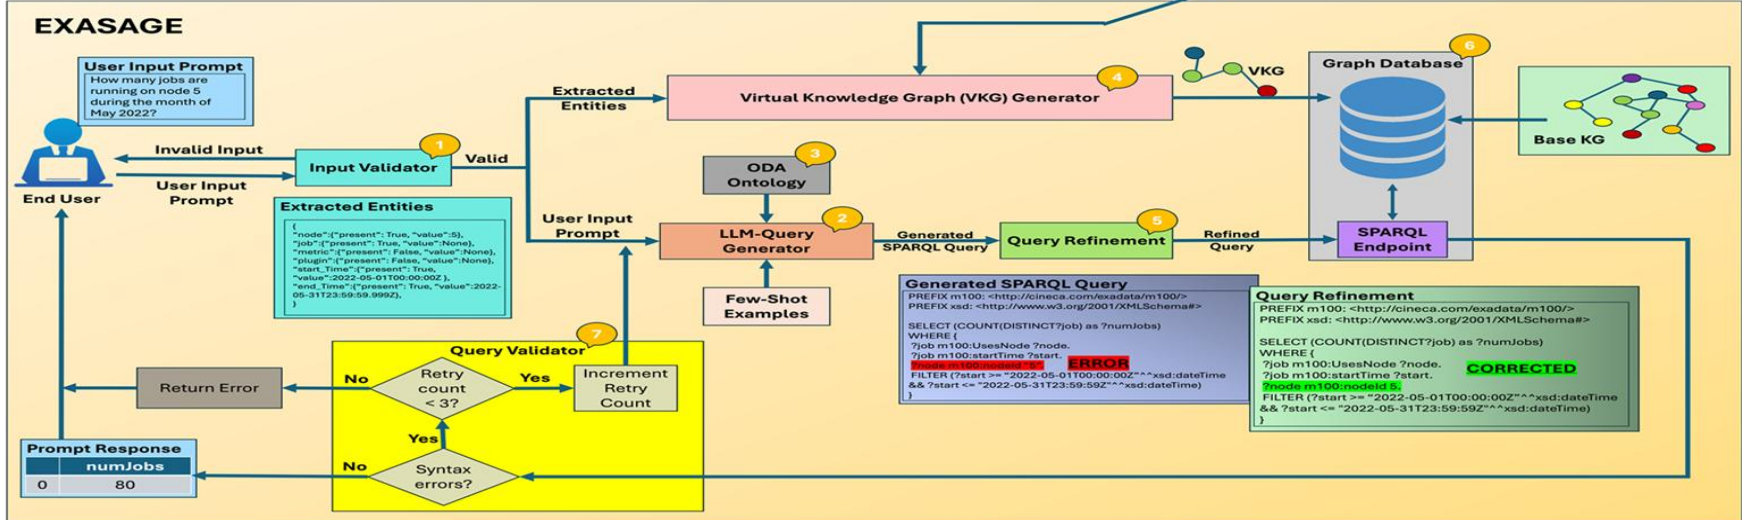 EXASAGE
User Input Prompt
How many jobs are
running on node 5
during the month of
May 2022?
End User
Invalid Input
User Input
Prompt
1
Input Validator
Valid
Extracted Entities
{
"node":{"present": True, "value":5},
"job":{"present": True, "value":None},
"metric":{"present": False, "value":None},
"plugin":{"present": False, "value":None},
"start_Time":{"present": True,
"value":2022-05-01T00:00:00Z },
"end_Time":{"present": True, "value":2022-
05-31T23:59:59.999Z},
}
Extracted
Entities
4
Virtual Knowledge Graph (VKG) Generator
VKG
6
Graph Database
Base KG
3
ODA
Ontology
User Input
Prompt
2
LLM-Query
Generator
Few-Shot
Examples
Generated
SPARQL Query
5
Query Refinement
Refined
Query
SPARQL
Endpoint
Generated SPARQL Query
PREFIX m100: <http://cineca.com/exadata/m100/>
PREFIX xsd: <http://www.w3.org/2001/XMLSchema#>
SELECT (COUNT(DISTINCT?job) as ?numJobs)
WHERE {
?job m100:UsesNode ?node.
?job m100:startTime ?start.
?node m100:nodeId "5". ERROR
FILTER (?start >= "2022-05-01T00:00:00Z"^^xsd:dateTime
&& ?start <= "2022-05-31T23:59:59Z"^^xsd:dateTime)
}
Query Refinement
PREFIX m100: <http://cineca.com/exadata/m100/>
PREFIX xsd: <http://www.w3.org/2001/XMLSchema#>
SELECT (COUNT(DISTINCT?job) as ?numJobs)
WHERE {
?job m100:UsesNode ?node.
?job m100:startTime ?start. CORRECTED
?node m100:nodeId 5.
FILTER (?start >= "2022-05-01T00:00:00Z"^^xsd:dateTime
&& ?start <= "2022-05-31T23:59:59Z"^^xsd:dateTime)
}
7
Query Validator
Retry
count
< 3?
Yes
Increment
Retry
Count
No
Return Error
Yes
Syntax
errors?
No
Prompt Response
numJobs
0 80